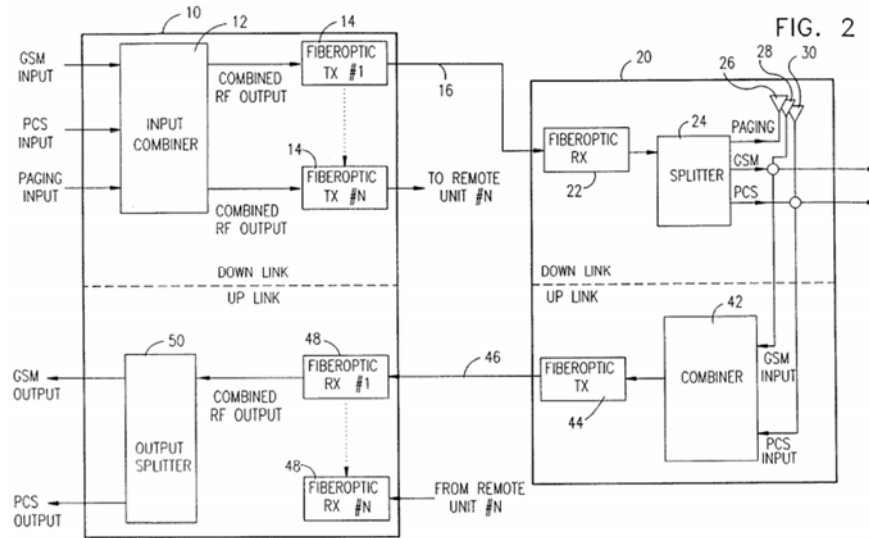 FIG. 2
10
12
14
GSM
INPUT
PCS
INPUT
PAGING
INPUT
INPUT
COMBINER
COMBINED
RF OUTPUT
FIBEROPTIC
TX #1
16
14
FIBEROPTIC
TX #N
COMBINED
RF OUTPUT
TO REMOTE
UNIT #N
DOWN LINK
UP LINK
20
26
28
30
FIBEROPTIC
RX
22
24
SPLITTER
PAGING
GSM
PCS
DOWN LINK
UP LINK
42
COMBINER
GSM
INPUT
PCS
INPUT
FIBEROPTIC
TX
44
46
50
GSM
OUTPUT
PCS
OUTPUT
OUTPUT
SPLITTER
COMBINED
RF OUTPUT
48
FIBEROPTIC
RX #1
48
FIBEROPTIC
RX #N
FROM REMOTE
UNIT #N